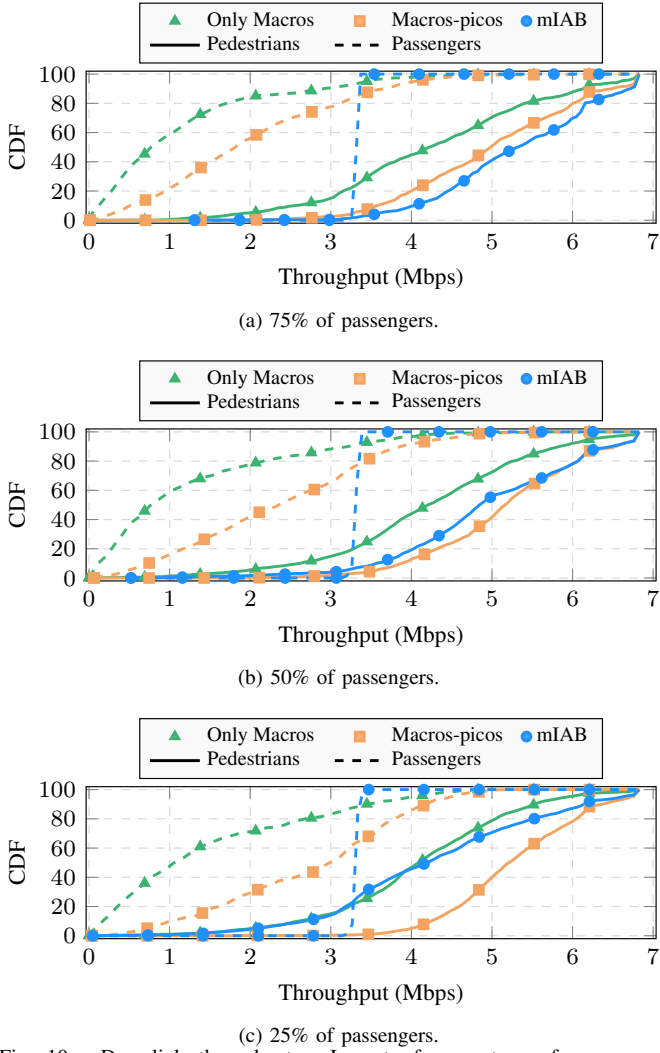 Only Macros Macros-picos mIAB
Pedestrians Passengers
100
80
60
40
20
0
CDF
0 1 2 3 4 5 6 7
Throughput (Mbps)
(a) 75% of passengers.
Only Macros Macros-picos mIAB
Pedestrians Passengers
100
80
60
40
20
0
CDF
0 1 2 3 4 5 6 7
Throughput (Mbps)
(b) 50% of passengers.
Only Macros Macros-picos mIAB
Pedestrians Passengers
100
80
60
40
20
0
CDF
0 1 2 3 4 5 6 7
Throughput (Mbps)
(c) 25% of passengers.